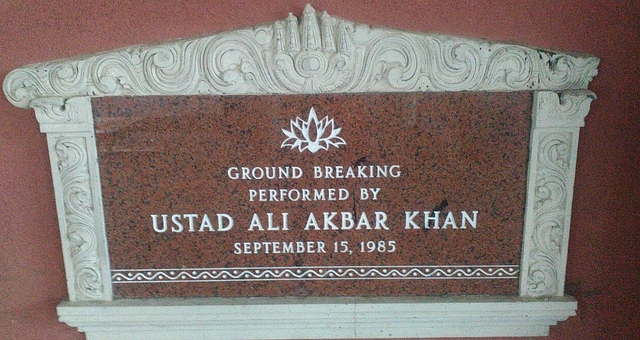 GROUND BREAKING
PERFORMED BY
USTAD ALI AKBAR KHAN
SEPTEMBER 15, 1985